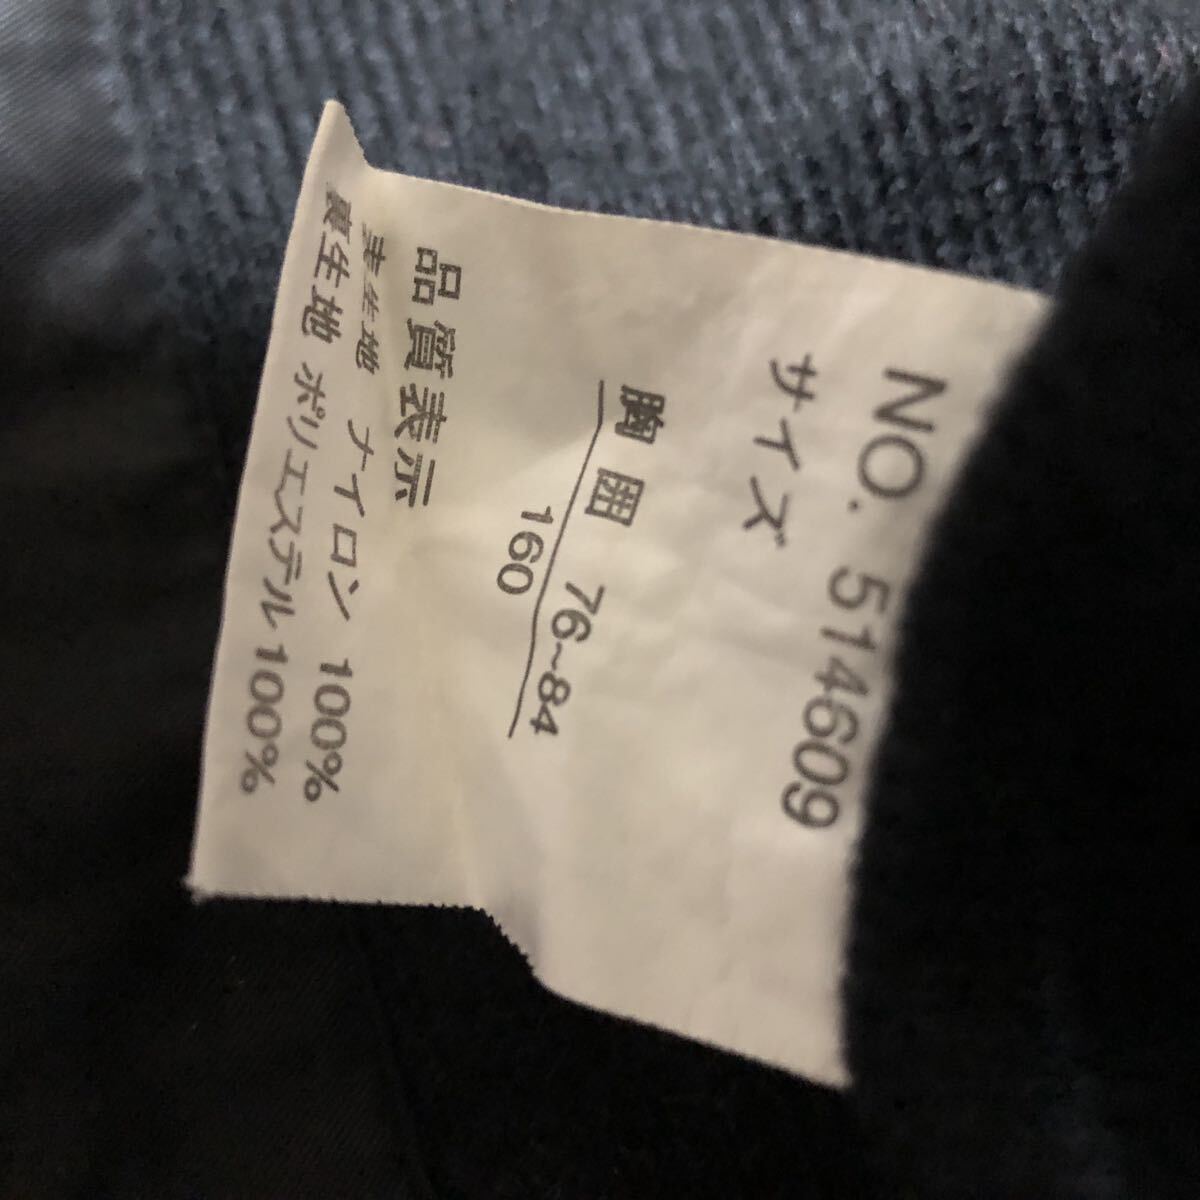 NO. 514609
サイズ
胸囲 76~84
160
品質表示
表生地 ナイロン 100%
裏生地 ポリエステル 100%